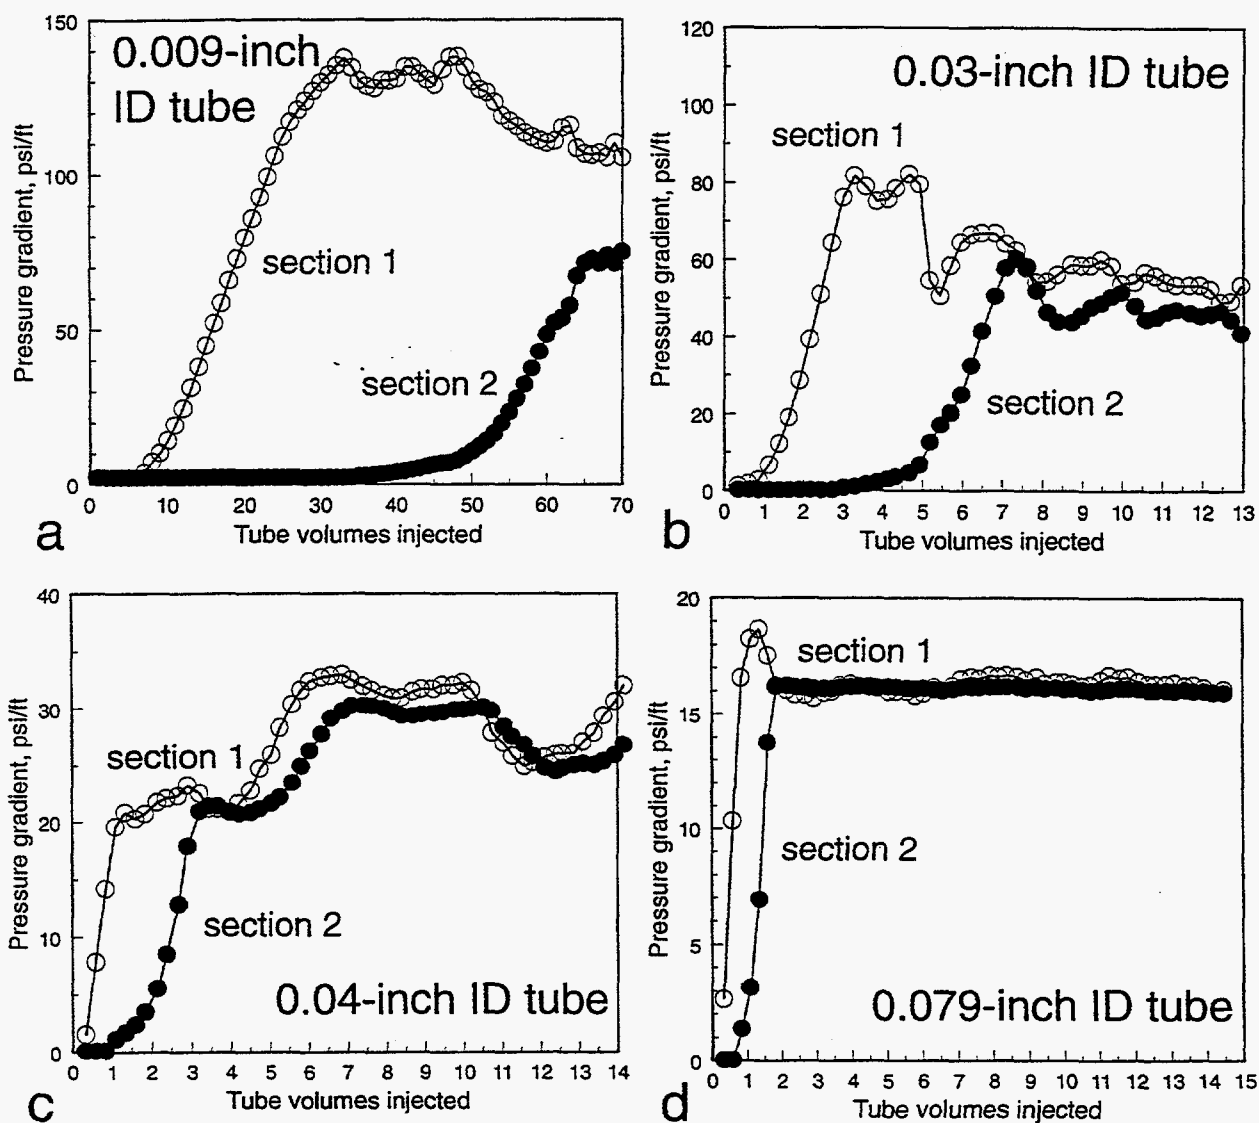 150
100
50
0
Pressure gradient, psi/ft
0.009-inch
ID tube
section 1
section 2
0 10 20 30 40 50 60 70
Tube volumes injected
a
120
100
80
60
40
20
0
Pressure gradient, psi/ft
0.03-inch ID tube
section 1
section 2
0 1 2 3 4 5 6 7 8 9 10 11 12 13
Tube volumes injected
b
40
30
20
10
0
Pressure gradient, psi/ft
section 1
section 2
0.04-inch ID tube
0 1 2 3 4 5 6 7 8 9 10 11 12 13 14
Tube volumes injected
c
20
15
10
5
0
Pressure gradient, psi/ft
section 1
section 2
0.079-inch ID tube
0 1 2 3 4 5 6 7 8 9 10 11 12 13 14 15
Tube volumes injected
d